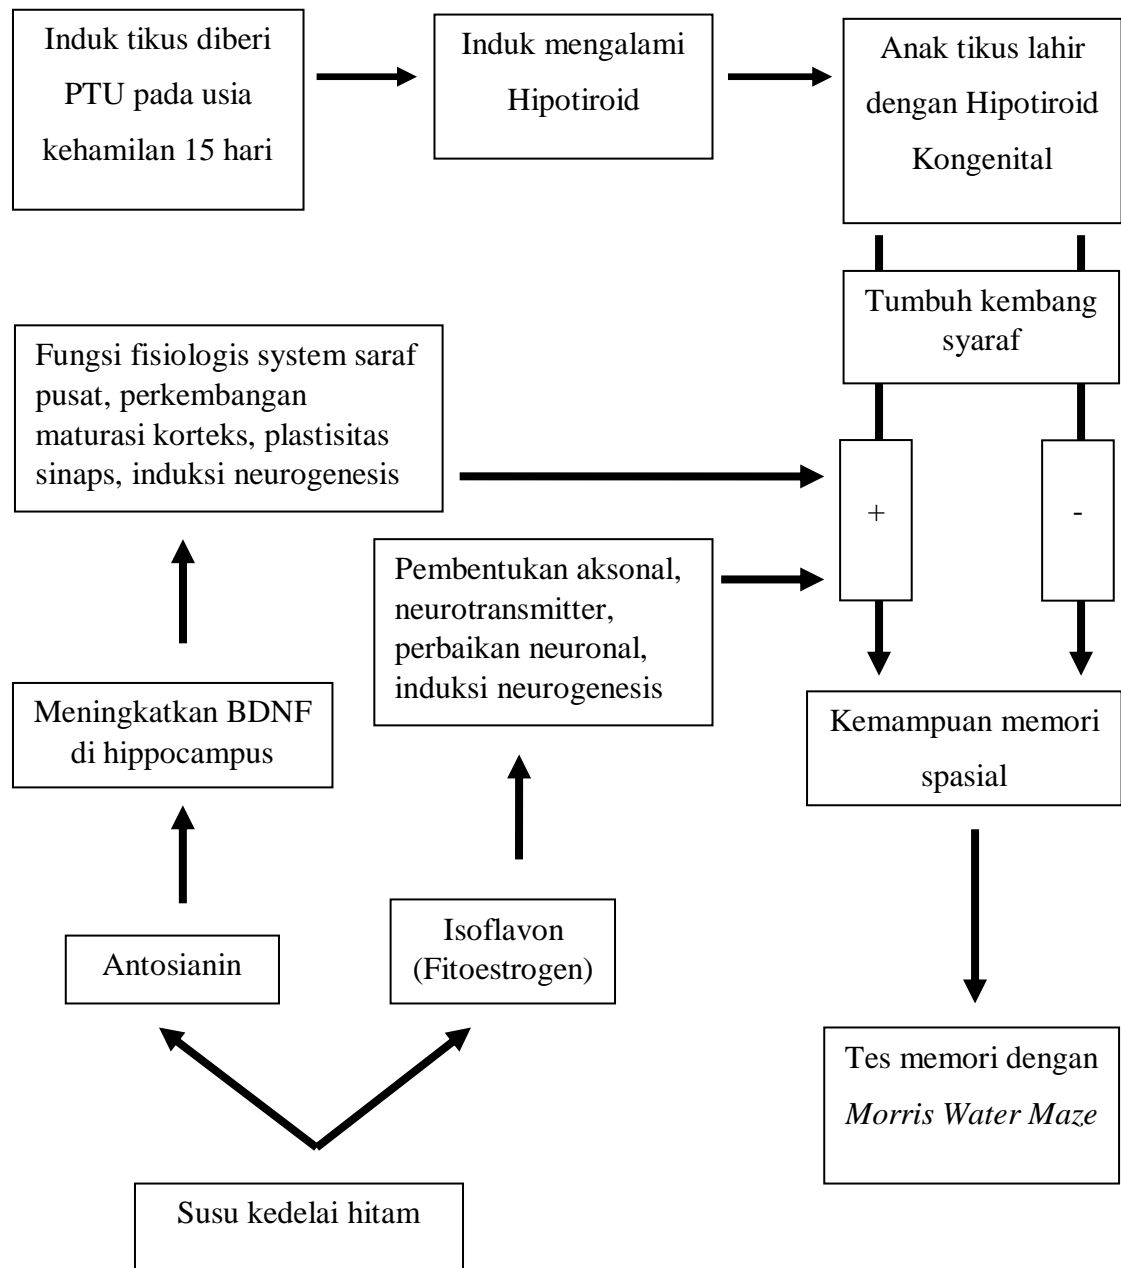 Induk tikus diberi
PTU pada usia
kehamilan 15 hari
Induk mengalami
Hipotiroid
Anak tikus lahir
dengan Hipotiroid
Kongenital
Tumbuh kembang
syaraf
Fungsi fisiologis system saraf
pusat, perkembangan
maturasi korteks, plastisitas
sinaps, induksi neurogenesis
+
-
Pembentukan aksonal,
neurotransmitter,
perbaikan neuronal,
induksi neurogenesis
Meningkatkan BDNF
di hippocampus
Kemampuan memori
spasial
Antosianin
Isoflavon
(Fitoestrogen)
Tes memori dengan
Morris Water Maze
Susu kedelai hitam